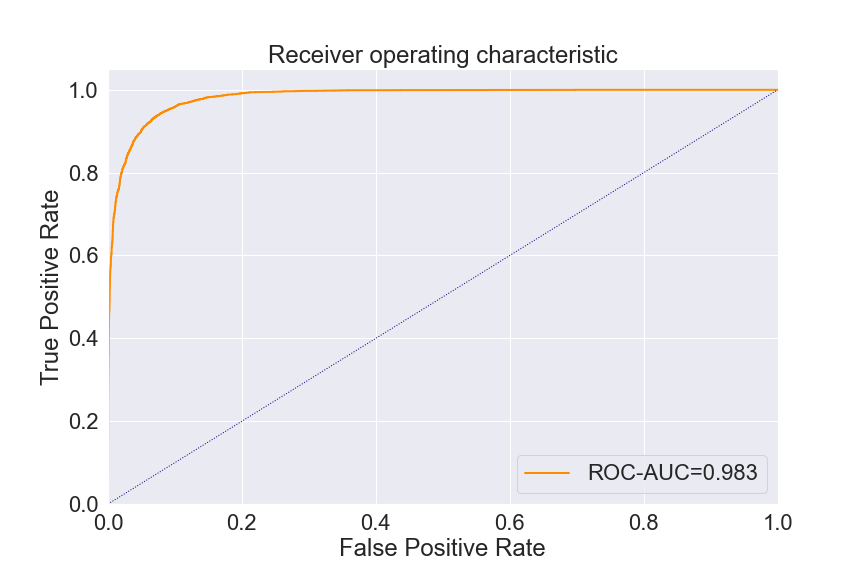 Receiver operating characteristic
True Positive Rate
1.0
0.8
0.6
0.4
0.2
0.0
ROC-AUC=0.983
0.0 0.2 0.4 0.6 0.8 1.0
False Positive Rate